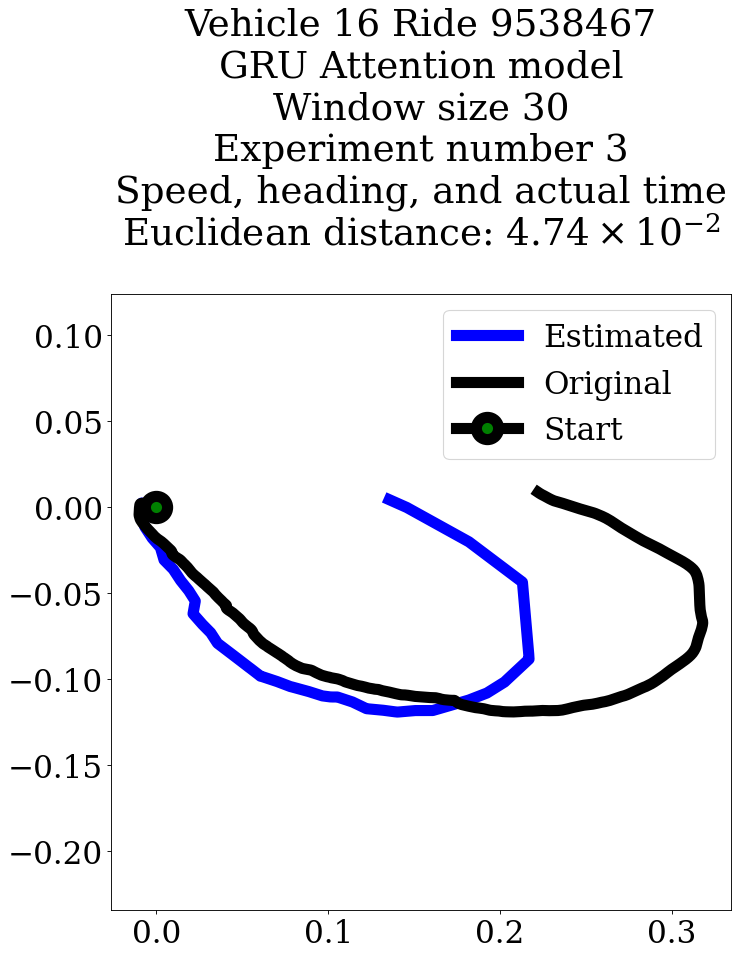 Vehicle 16 Ride 9538467
GRU Attention model
Window size 30
Experiment number 3
Speed, heading, and actual time
Euclidean distance: 4.74 × 10⁻²
Estimated
Original
Start
0.10
0.05
0.00
−0.05
−0.10
−0.15
−0.20
0.0 0.1 0.2 0.3